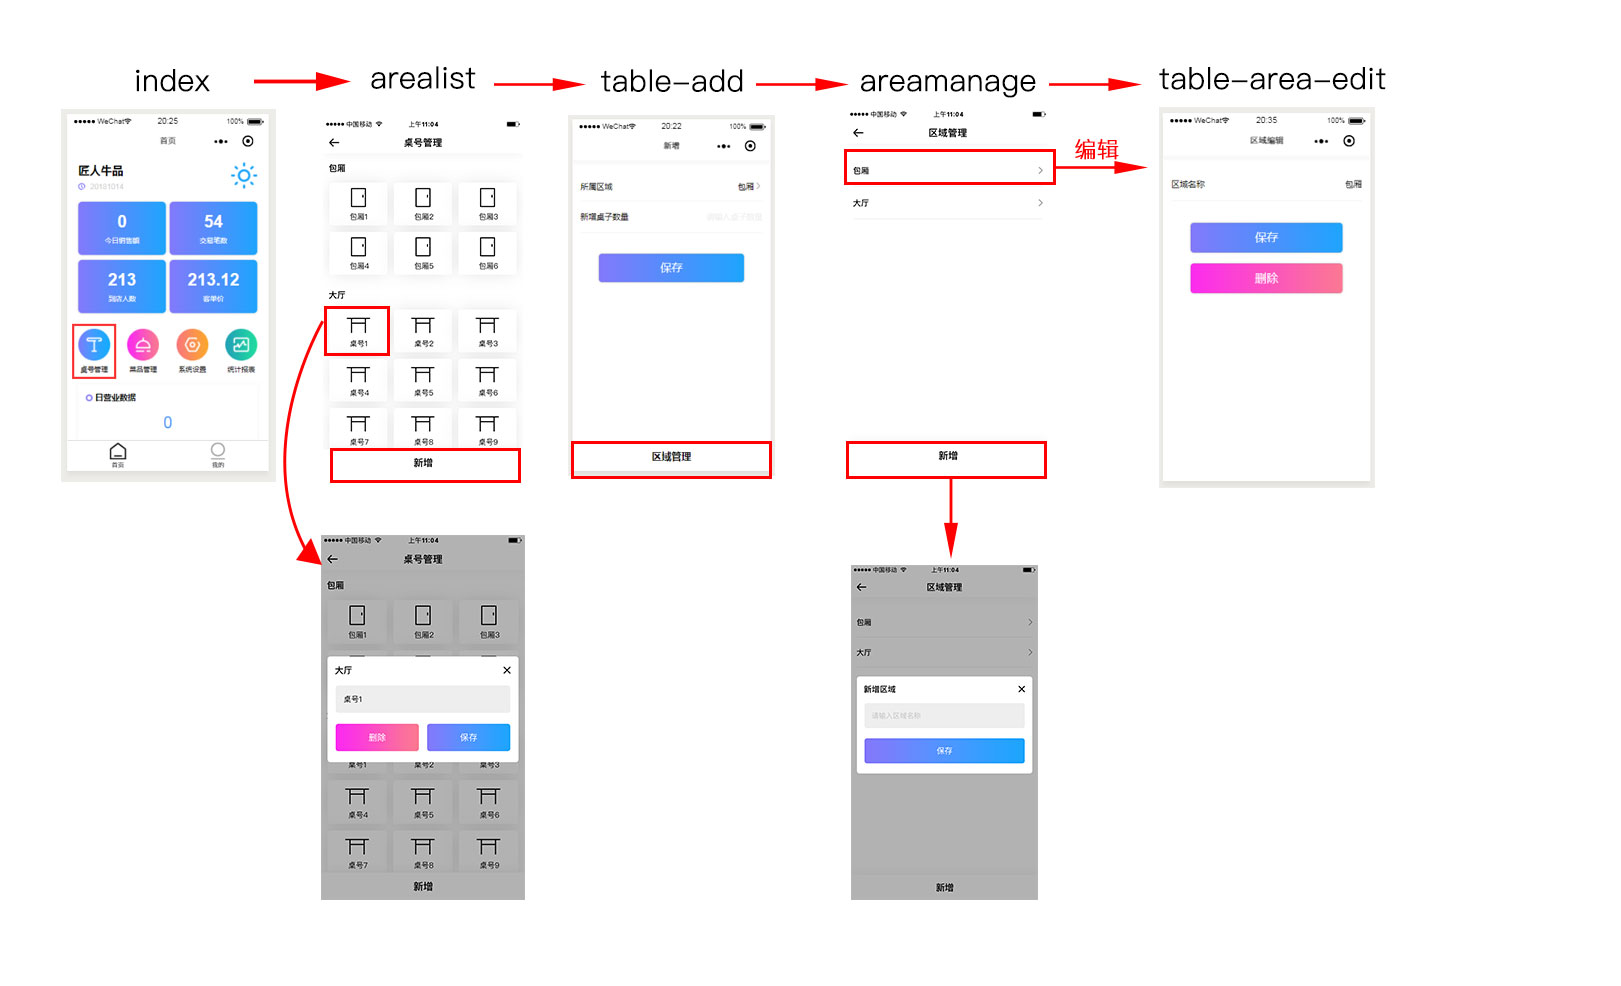 index
arealist
table-add
areamanage
table-area-edit
WeChat
20:25
100%
首页
匠人牛品
20181014
0
今日销售额
54
交易笔数
213
到店人数
213.12
客单价
桌号管理
菜品管理
系统设置
统计报表
日营业数据
0
首页
我的
中国移动
上午11:04
桌号管理
包厢
包厢1
包厢2
包厢3
包厢4
包厢5
包厢6
大厅
桌号1
桌号2
桌号3
桌号4
桌号5
桌号6
桌号7
桌号8
桌号9
新增
WeChat
20:22
100%
新增
所属区域
包厢
新增桌子数量
请输入桌子数量
保存
区域管理
中国移动
上午11:04
区域管理
包厢
大厅
新增
编辑
WeChat
20:35
100%
区域编辑
区域名称
包厢
保存
删除
中国移动
上午11:04
桌号管理
包厢
包厢1
包厢2
包厢3
大厅
桌号1
删除
保存
桌号1
桌号2
桌号3
桌号4
桌号5
桌号6
桌号7
桌号8
桌号9
新增
中国移动
上午11:04
区域管理
包厢
大厅
新增区域
请输入区域名称
保存
新增